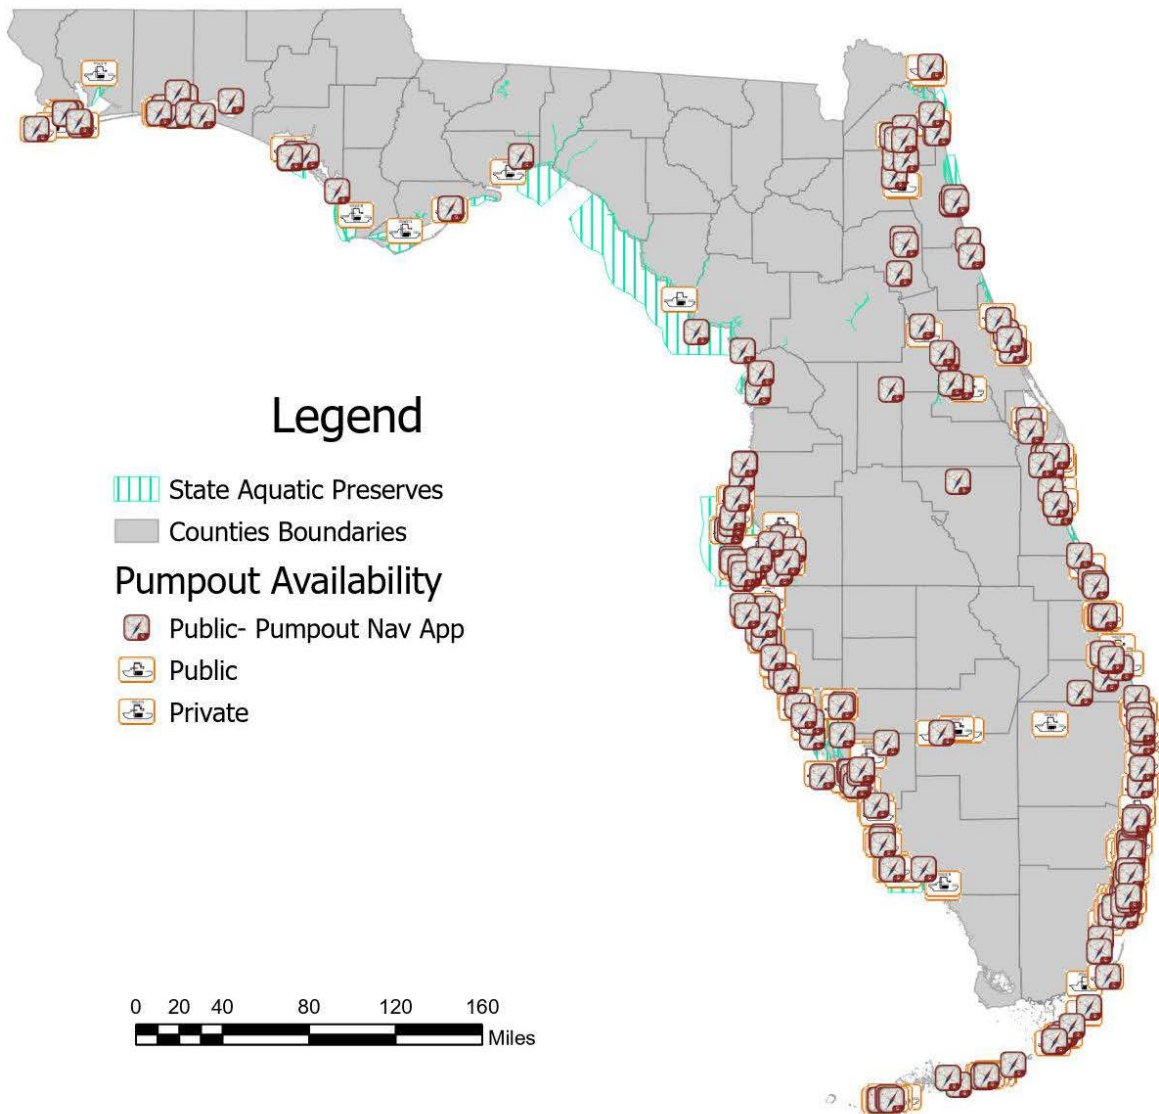 Legend
State Aquatic Preserves
Counties Boundaries
Pumpout Availability
Public- Pumpout Nav App
Public
Private
0 20 40 80 120 160
Miles